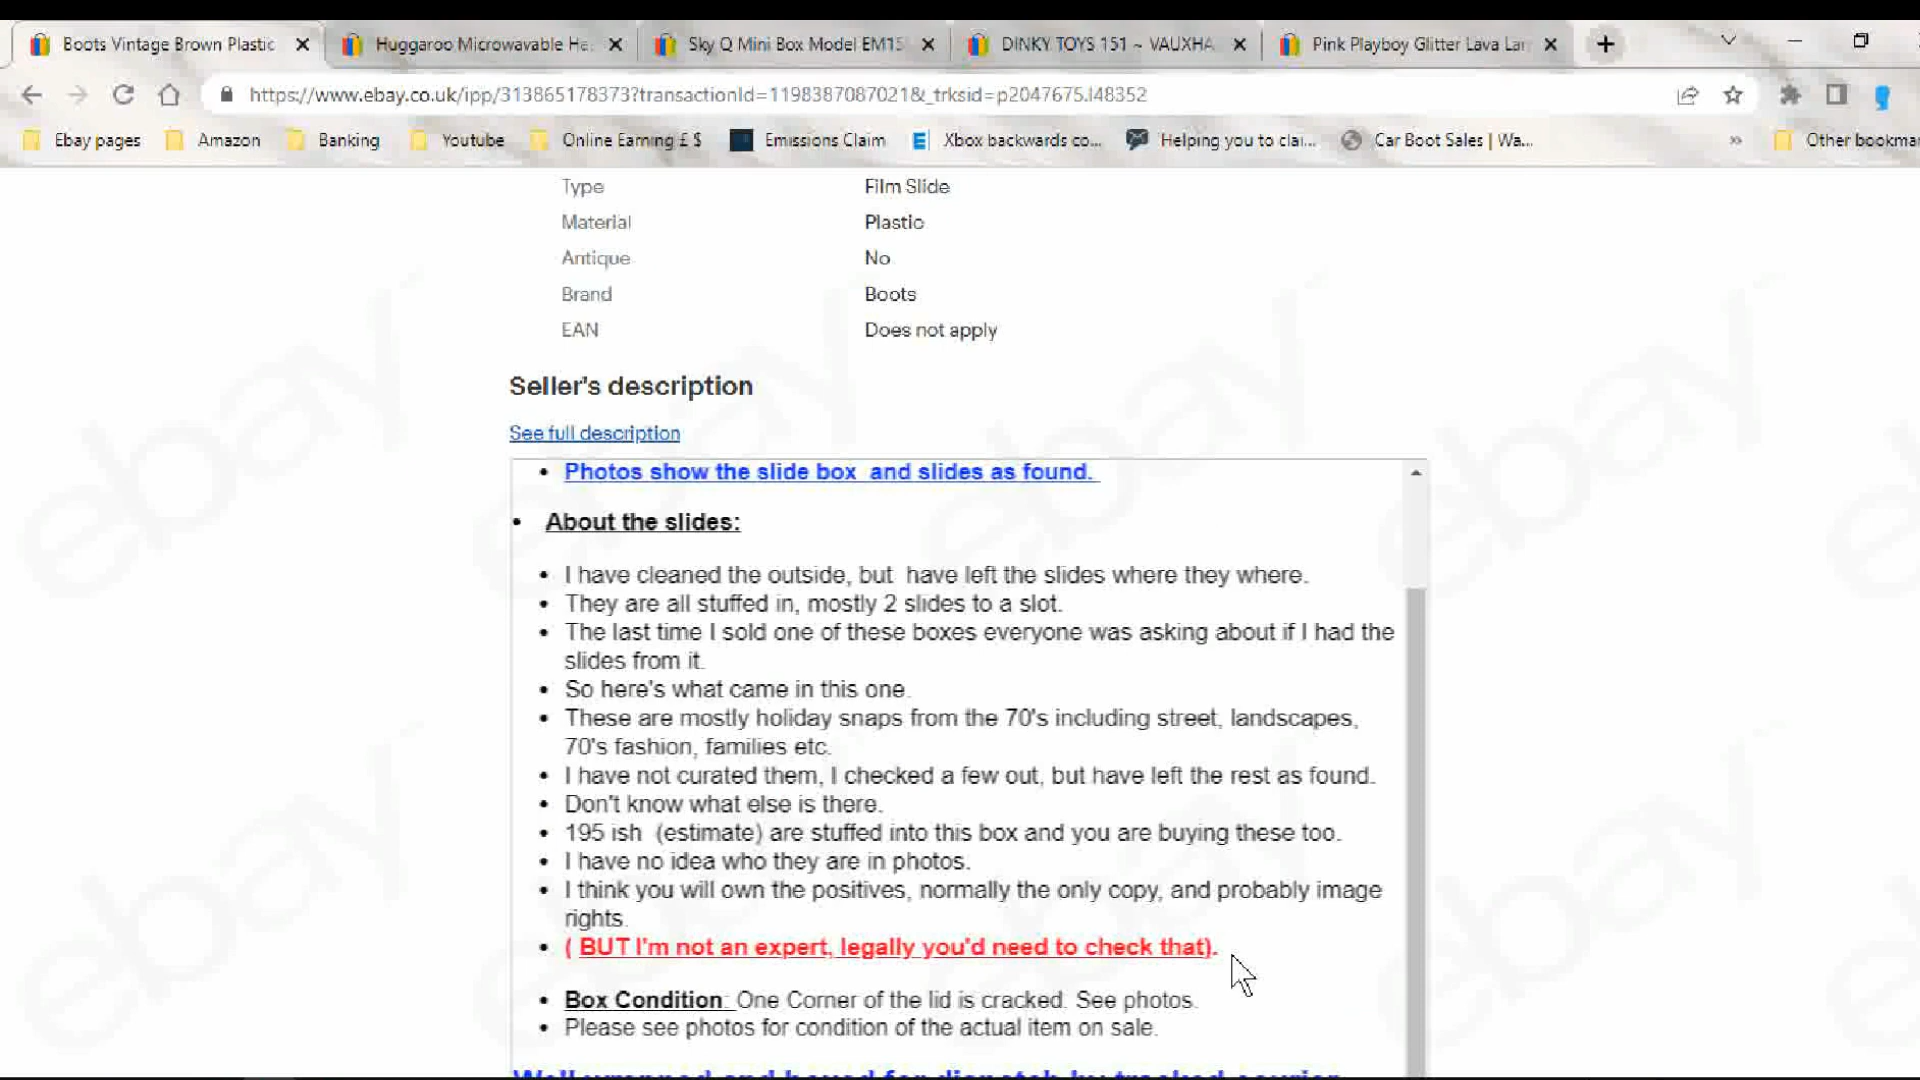 Boots Vintage Brown Plastic
Huggaroo Microwavable He
Sky Q Mini Box Model EM15
DINKY TOYS 151 ~ VAUXHA
Pink Playboy Glitter Lava Lar
https://www.ebay.co.uk/ipp/313865178373?transactionId=1198387087021&_trksid=p2047675.l48352
Ebay pages Amazon Banking Youtube Online Earning £ $ Emissions Claim Xbox backwards co... Helping you to clai... Car Boot Sales | Wa... » Other bookma
Type Film Slide
Material Plastic
Antique No
Brand Boots
EAN Does not apply
Seller's description
See full description
• Photos show the slide box and slides as found.
• About the slides:
• I have cleaned the outside, but have left the slides where they where.
• They are all stuffed in, mostly 2 slides to a slot.
• The last time I sold one of these boxes everyone was asking about if I had the
slides from it.
• So here's what came in this one.
• These are mostly holiday snaps from the 70's including street, landscapes,
70's fashion, families etc.
• I have not curated them, I checked a few out, but have left the rest as found.
• Don't know what else is there.
• 195 ish (estimate) are stuffed into this box and you are buying these too.
• I have no idea who they are in photos.
• I think you will own the positives, normally the only copy, and probably image
rights.
• ( BUT I'm not an expert, legally you'd need to check that).
• Box Condition: One Corner of the lid is cracked. See photos.
• Please see photos for condition of the actual item on sale.
ebay
ebay
ebay
ebay
ebay
ebay
ebay
ebay